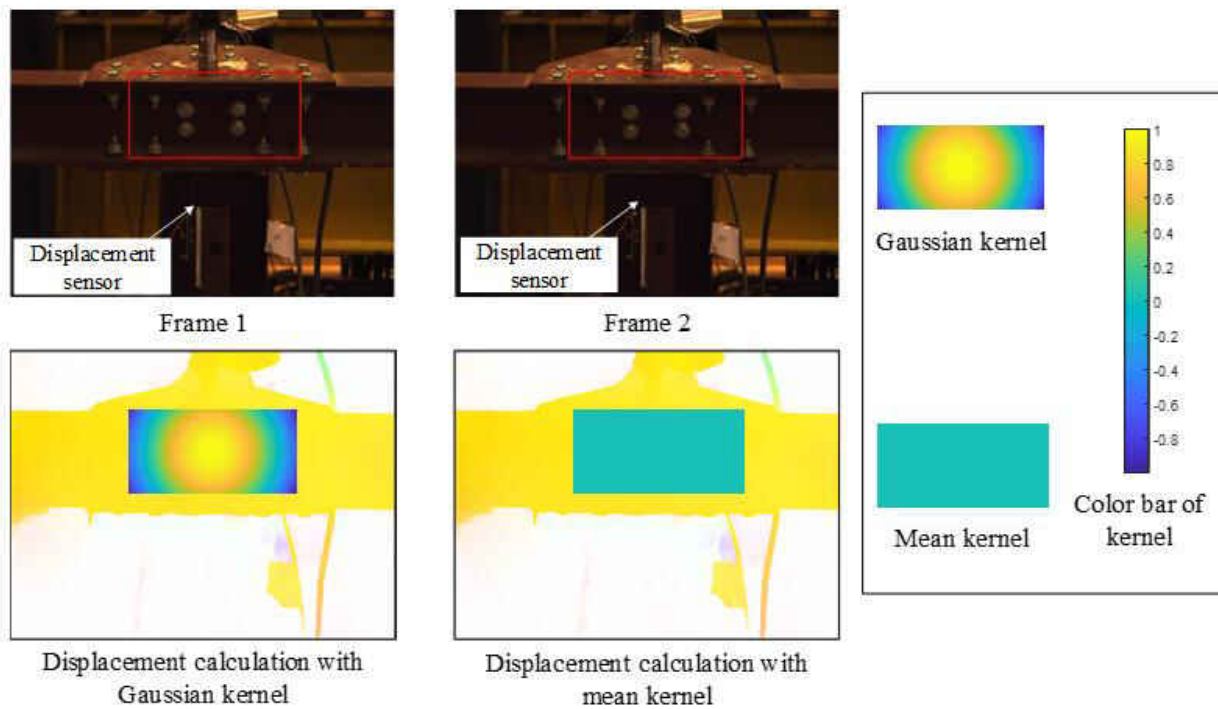 Displacement
sensor
Displacement
sensor
Frame 1
Frame 2
Displacement calculation with
Gaussian kernel
Displacement calculation with
mean kernel
Gaussian kernel
Mean kernel
1
0.8
0.6
0.4
0.2
0
-0.2
-0.4
-0.6
-0.8
Color bar of
kernel